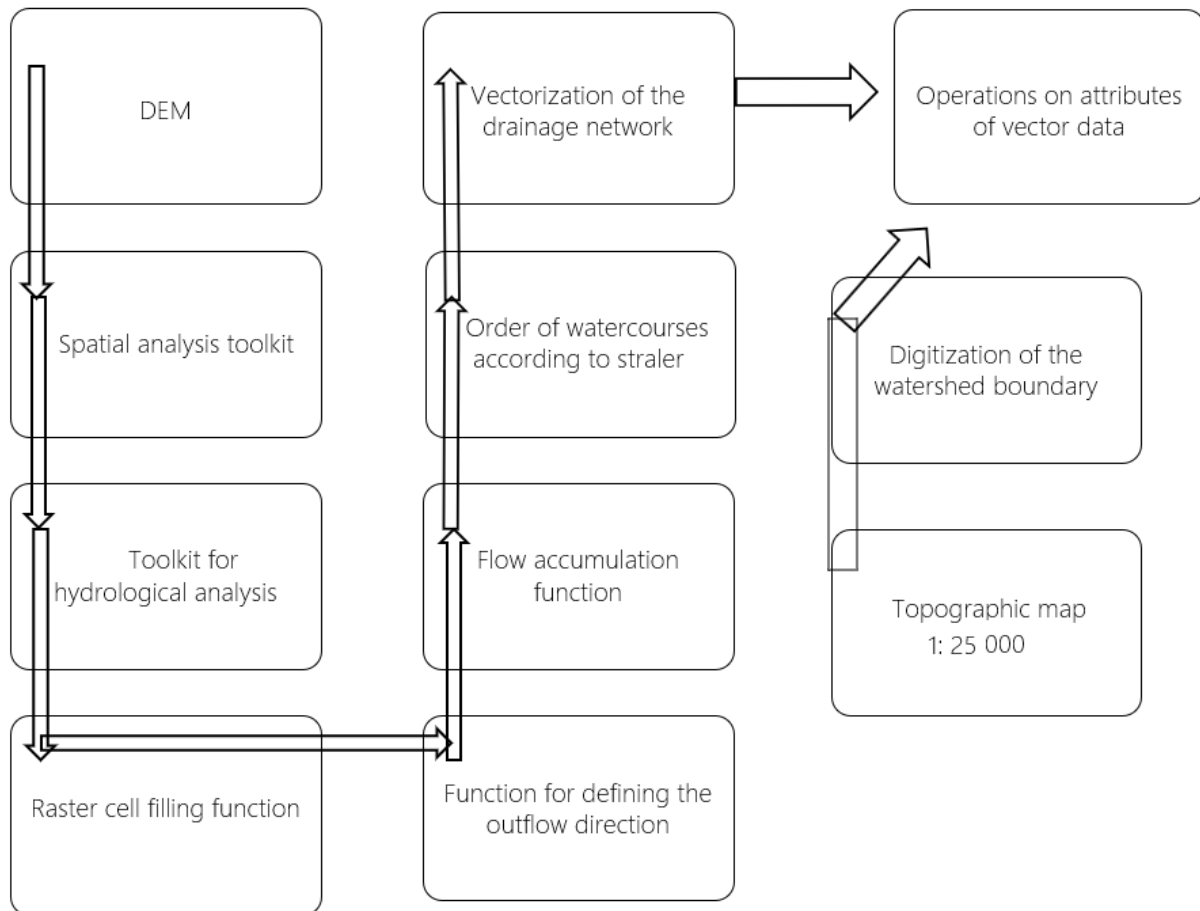 DEM
Spatial analysis toolkit
Toolkit for
hydrological analysis
Raster cell filling function
Vectorization of the
drainage network
Order of watercourses
according to straler
Flow accumulation
function
Function for defining the
outflow direction
Operations on attributes
of vector data
Digitization of the
watershed boundary
Topographic map
1: 25 000